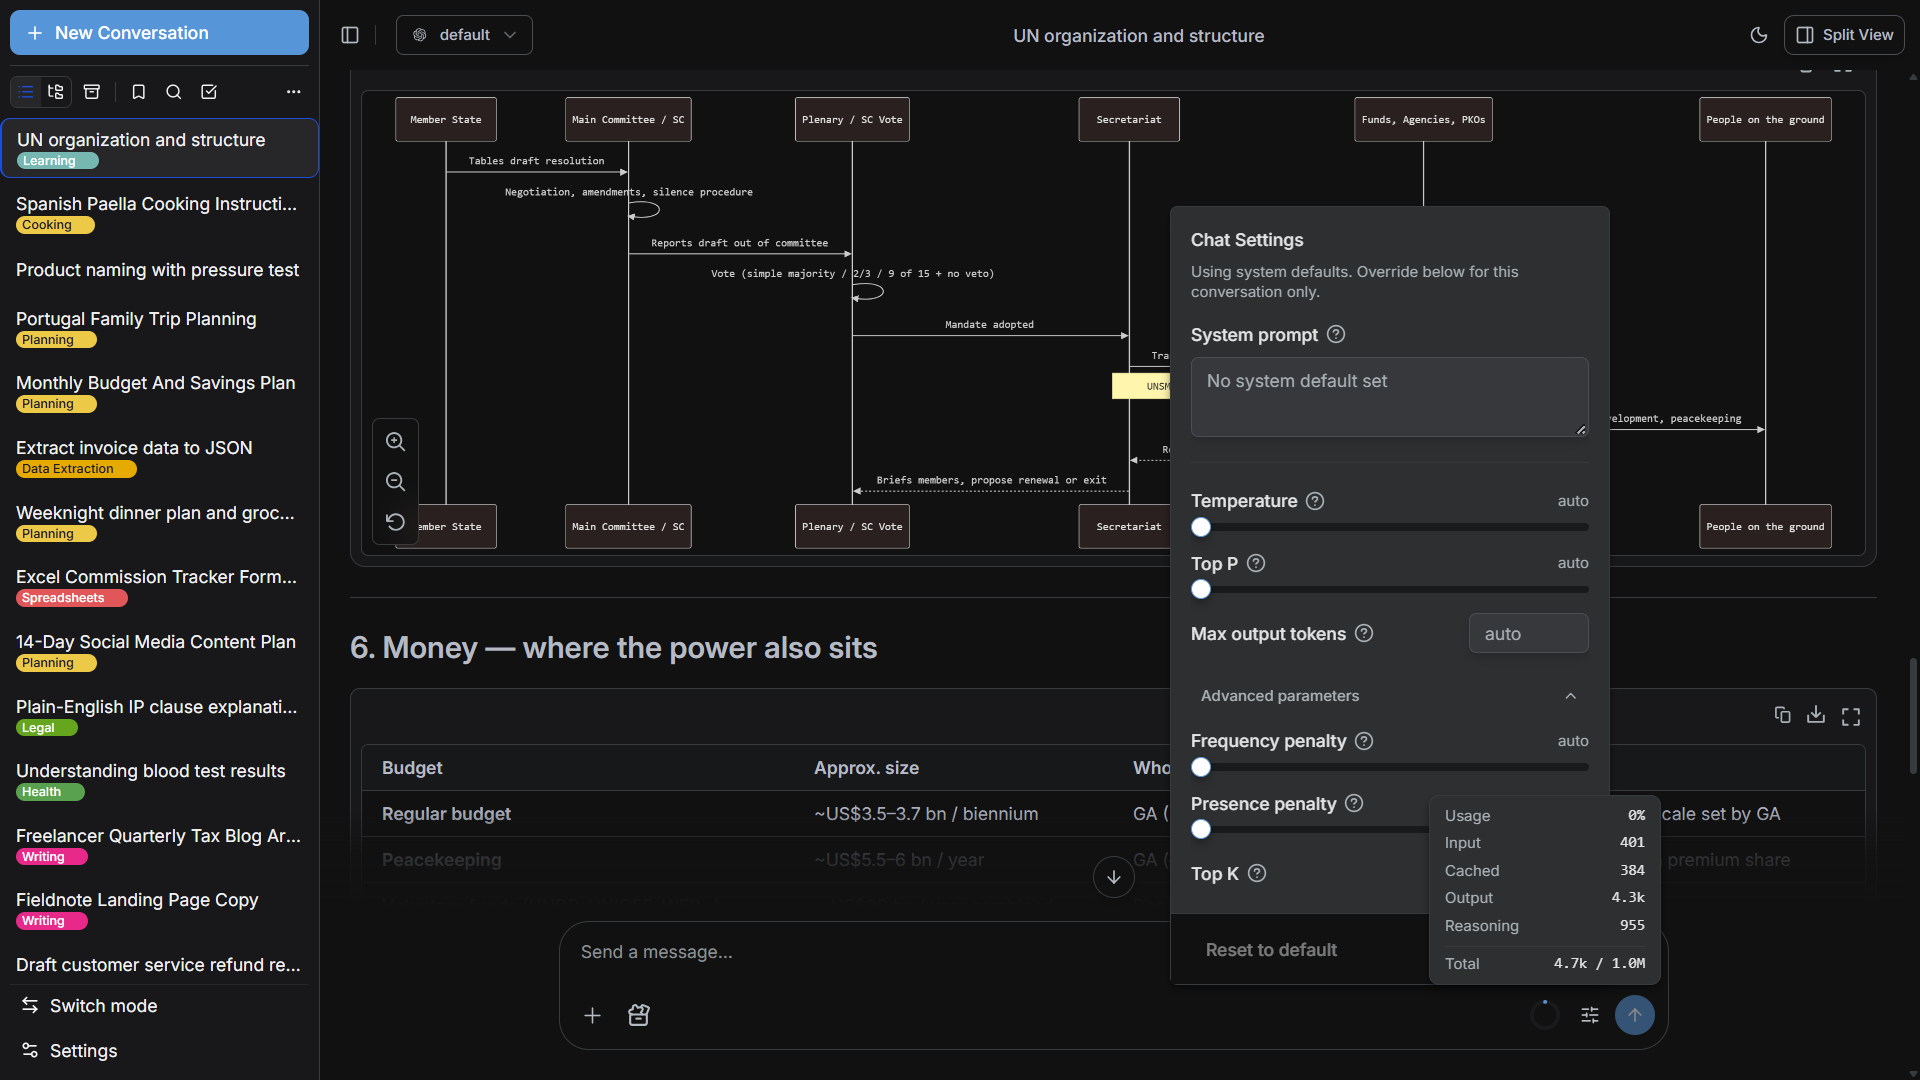 New Conversation
default
UN organization and structure
Split View
UN organization and structure
Learning
Spanish Paella Cooking Instructi...
Cooking
Product naming with pressure test
Portugal Family Trip Planning
Planning
Monthly Budget And Savings Plan
Planning
Extract invoice data to JSON
Data Extraction
Weeknight dinner plan and groc...
Planning
Excel Commission Tracker Form...
Spreadsheets
14-Day Social Media Content Plan
Planning
Plain-English IP clause explanati...
Legal
Understanding blood test results
Health
Freelancer Quarterly Tax Blog Ar...
Writing
Fieldnote Landing Page Copy
Writing
Draft customer service refund re...
Switch mode
Settings
Member State
Main Committee / SC
Plenary / SC Vote
Secretariat
Funds, Agencies, PKOs
People on the ground
Tables draft resolution
Negotiation, amendments, silence procedure
Reports draft out of committee
Vote (simple majority / 2/3 / 9 of 15 + no veto)
Mandate adopted
Tra
UNSM
elopment, peacekeeping
Re
Briefs members, propose renewal or exit
ember State
Main Committee / SC
Plenary / SC Vote
Secretariat
People on the ground
6. Money — where the power also sits
Budget Approx. size Who
Regular budget ~US$3.5–3.7 bn / biennium GA ( cale set by GA
Peacekeeping ~US$5.5–6 bn / year GA ( premium share
Chat Settings
Using system defaults. Override below for this
conversation only.
System prompt
No system default set
Temperature auto
Top P auto
Max output tokens auto
Advanced parameters
Frequency penalty auto
Presence penalty
Top K
Reset to default
Usage 0%
Input 401
Cached 384
Output 4.3k
Reasoning 955
Total 4.7k / 1.0M
Send a message...